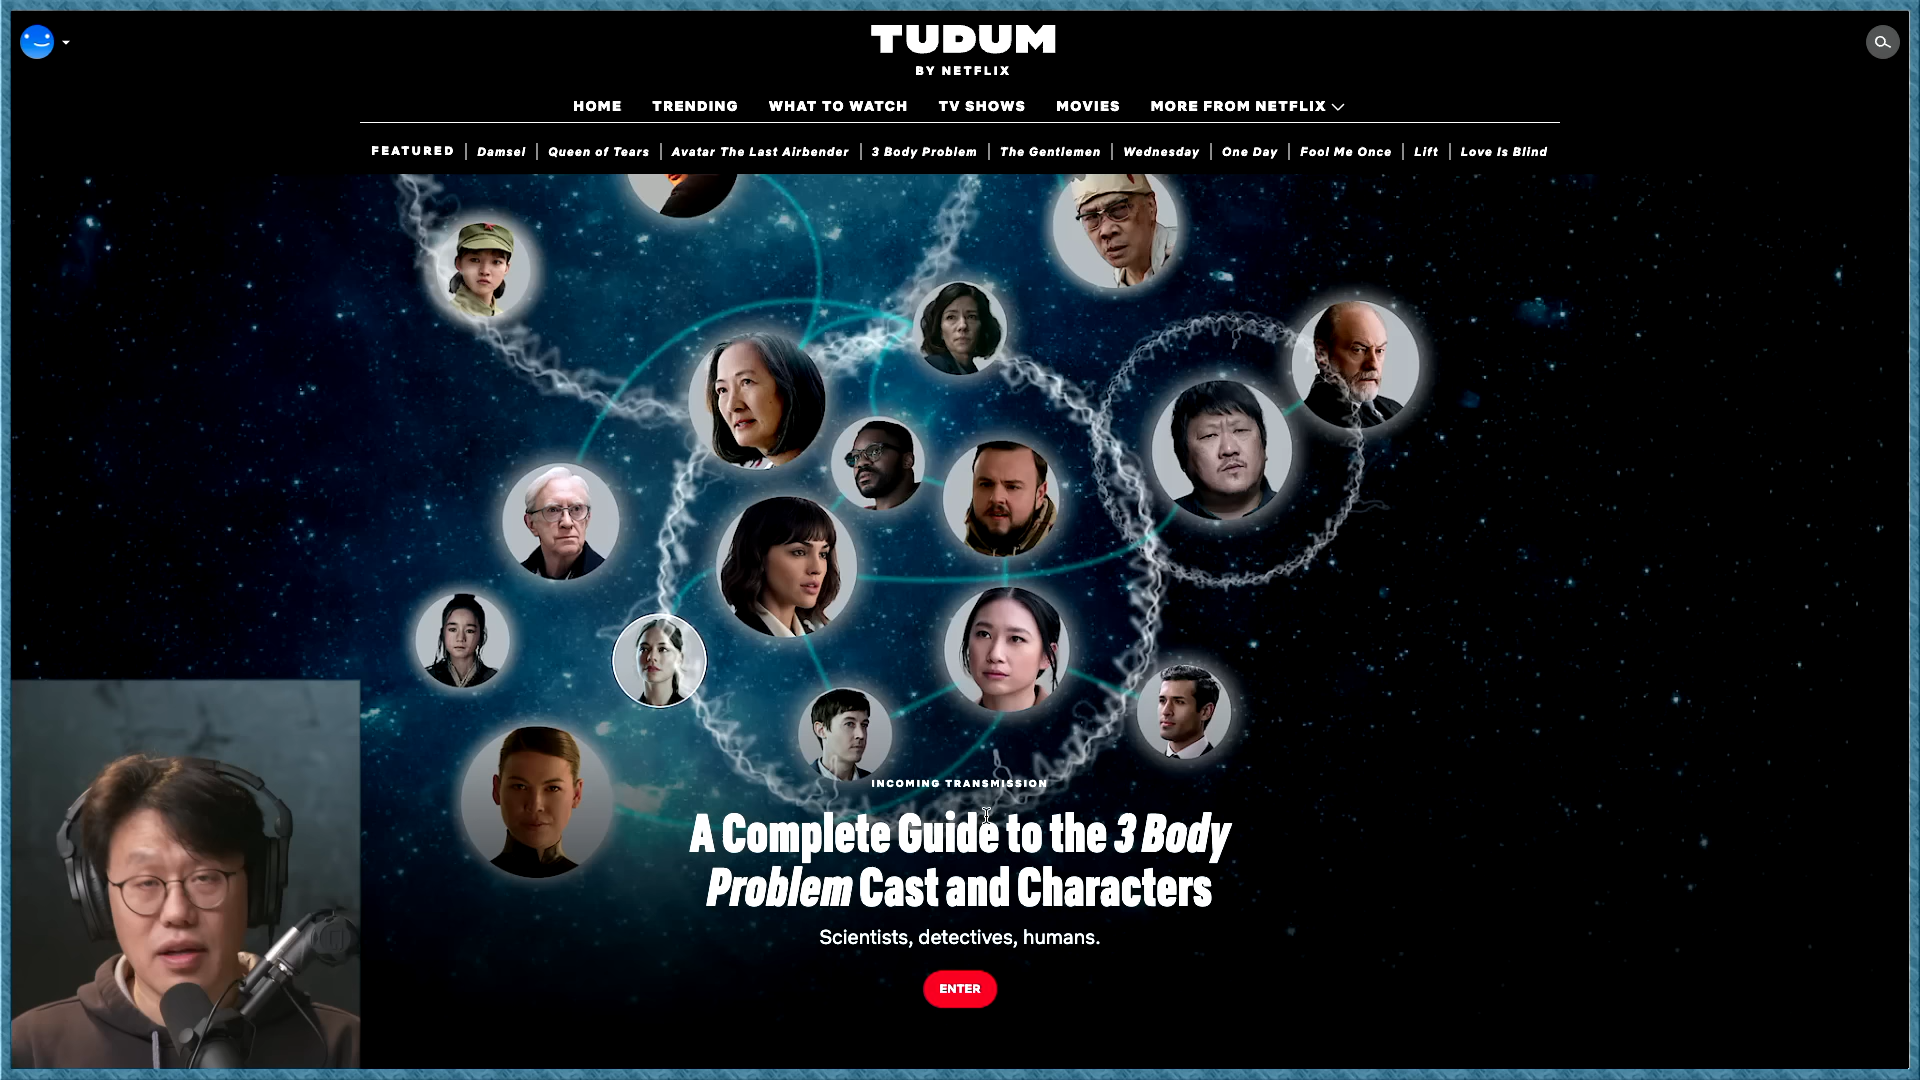 TUDUM
BY NETFLIX
HOME TRENDING WHAT TO WATCH TV SHOWS MOVIES MORE FROM NETFLIX
FEATURED | Damsel | Queen of Tears | Avatar The Last Airbender | 3 Body Problem | The Gentlemen | Wednesday | One Day | Fool Me Once | Lift | Love Is Blind
INCOMING TRANSMISSION
A Complete Guide to the 3 Body
Problem Cast and Characters
Scientists, detectives, humans.
ENTER